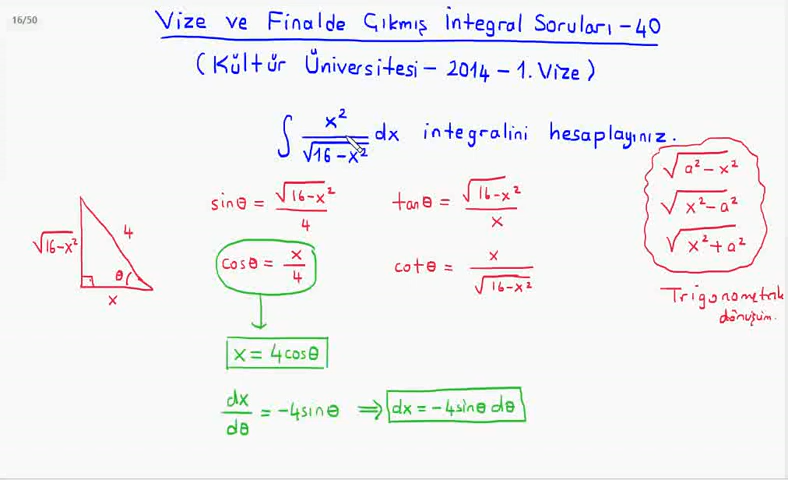 16/50
Vize ve Finalde Çıkmış İntegral Soruları - 40
(Kültür Üniversitesi - 2014 - 1. Vize)
∫ x²/√(16-x²) dx integralini hesaplayınız.
√(a²-x²)
√(x²-a²)
√(x²+a²)
Trigonometrik
dönüşüm.
√(16-x²)
4
θ
x
sinθ = √(16-x²)/4
tanθ = √(16-x²)/x
cosθ = x/4
cotθ = x/√(16-x²)
x = 4cosθ
dx/dθ = -4sinθ ⇒ dx = -4sinθ dθ